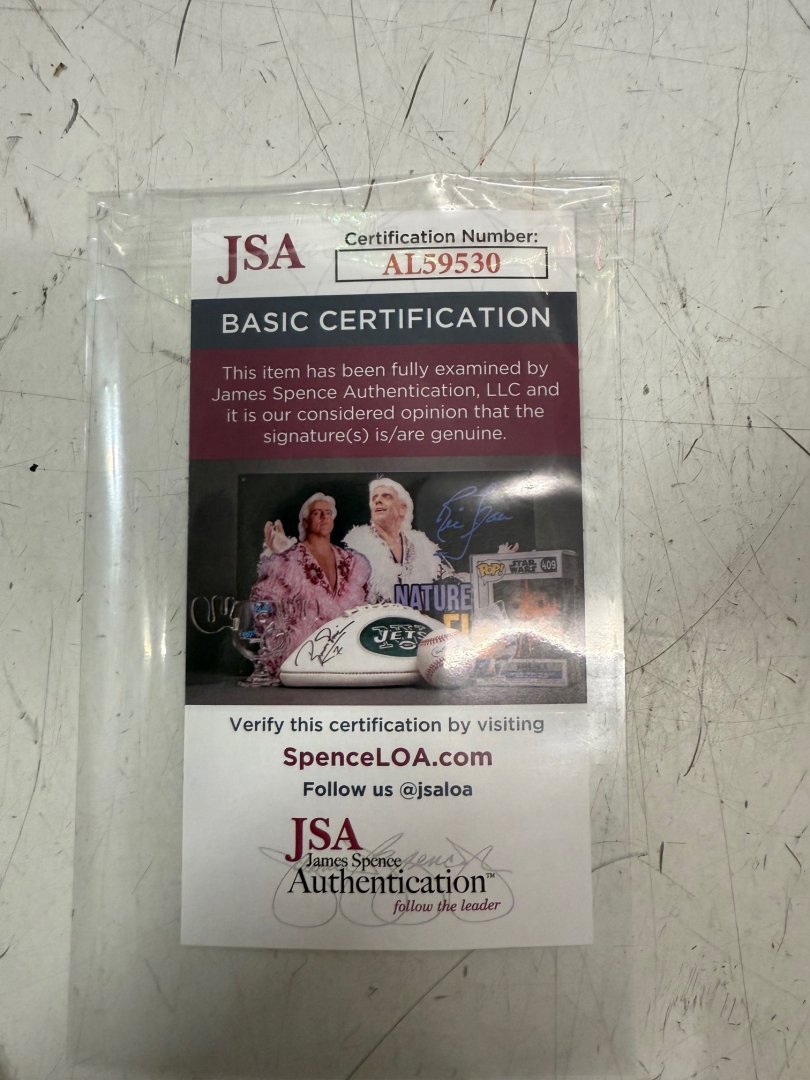 JSA
Certification Number:
AL59530
BASIC CERTIFICATION
This item has been fully examined by
James Spence Authentication, LLC and
it is our considered opinion that the
signature(s) is/are genuine.
POP!
STAR
WARS
409
NATURE
JETS
Verify this certification by visiting
SpenceLOA.com
Follow us @jsaloa
JSA
James Spence
Authentication™
follow the leader